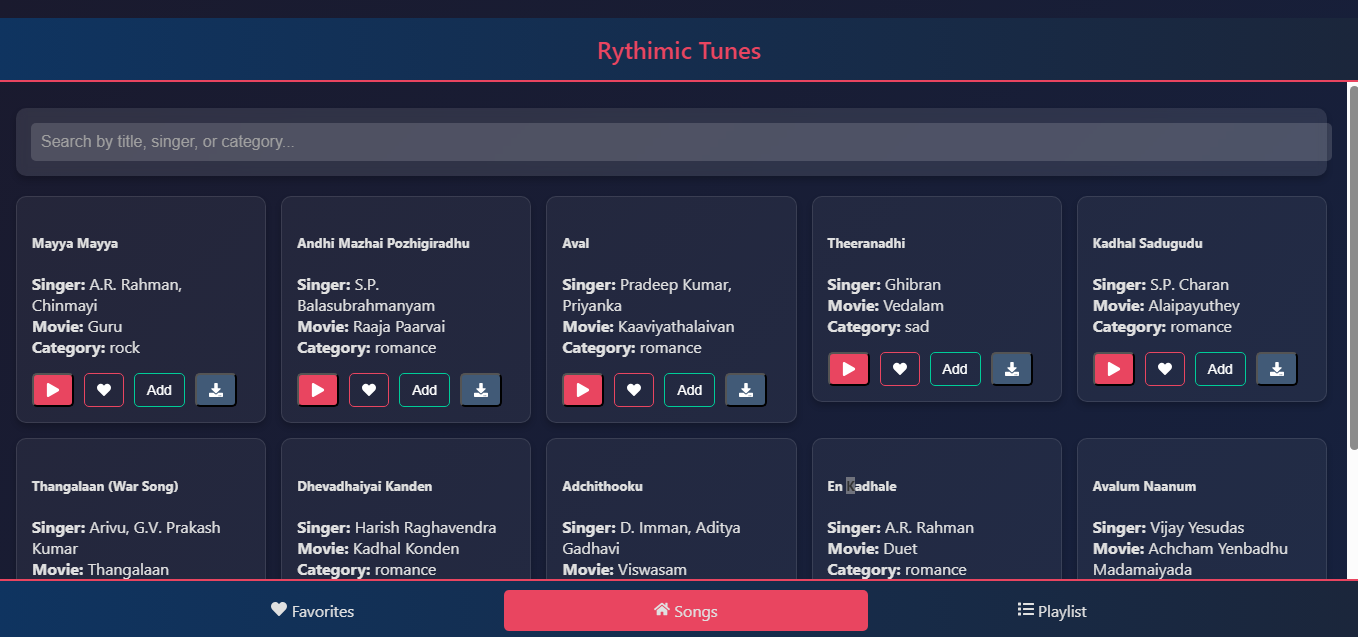 Rythimic Tunes
Search by title, singer, or category...
Mayya Mayya
Singer: A.R. Rahman,
Chinmayi
Movie: Guru
Category: rock
Add
Andhi Mazhai Pozhigiradhu
Singer: S.P.
Balasubrahmanyam
Movie: Raaja Paarvai
Category: romance
Add
Aval
Singer: Pradeep Kumar,
Priyanka
Movie: Kaaviyathalaivan
Category: romance
Add
Theeranadhi
Singer: Ghibran
Movie: Vedalam
Category: sad
Add
Kadhal Sadugudu
Singer: S.P. Charan
Movie: Alaipayuthey
Category: romance
Add
Thangalaan (War Song)
Singer: Arivu, G.V. Prakash
Kumar
Movie: Thangalaan
Dhevadhaiyai Kanden
Singer: Harish Raghavendra
Movie: Kadhal Konden
Category: romance
Adchithooku
Singer: D. Imman, Aditya
Gadhavi
Movie: Viswasam
En Kadhale
Singer: A.R. Rahman
Movie: Duet
Category: romance
Avalum Naanum
Singer: Vijay Yesudas
Movie: Achcham Yenbadhu
Madamaiyada
Favorites
Songs
Playlist